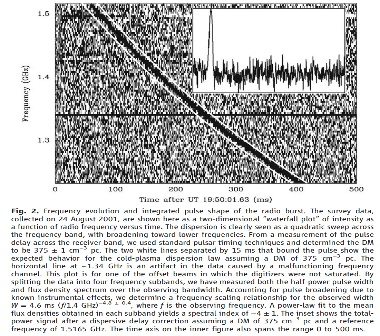 1.5
1.4
1.3
Frequency (GHz)
0 100 200 300 400 500
Time after UT 19:50:01.63 (ms)
Fig. 2. Frequency evolution and integrated pulse shape of the radio burst. The survey data,
collected on 24 August 2001, are shown here as a two-dimensional “waterfall plot” of intensity as
a function of radio frequency versus time. The dispersion is clearly seen as a quadratic sweep across
the frequency band, with broadening toward lower frequencies. From a measurement of the pulse
delay across the receiver band, we used standard pulsar timing techniques and determined the DM
to be 375 ± 1 cm⁻³ pc. The two white lines separated by 15 ms that bound the pulse show the
expected behavior for the cold-plasma dispersion law assuming a DM of 375 cm⁻³ pc. The
horizontal line at ~1.34 GHz is an artifact in the data caused by a malfunctioning frequency
channel. This plot is for one of the offset beams in which the digitizers were not saturated. By
splitting the data into four frequency subbands, we have measured both the half-power pulse width
and flux density spectrum over the observing bandwidth. Accounting for pulse broadening due to
known instrumental effects, we determine a frequency scaling relationship for the observed width
W = 4.6 ms (f/1.4 GHz)⁻⁴·⁸ ± ⁰·⁴, where f is the observing frequency. A power-law fit to the mean
flux densities obtained in each subband yields a spectral index of −4 ± 1. The inset shows the total-
power signal after a dispersive delay correction assuming a DM of 375 cm⁻³ pc and a reference
frequency of 1.5165 GHz. The time axis on the inner figure also spans the range 0 to 500 ms.